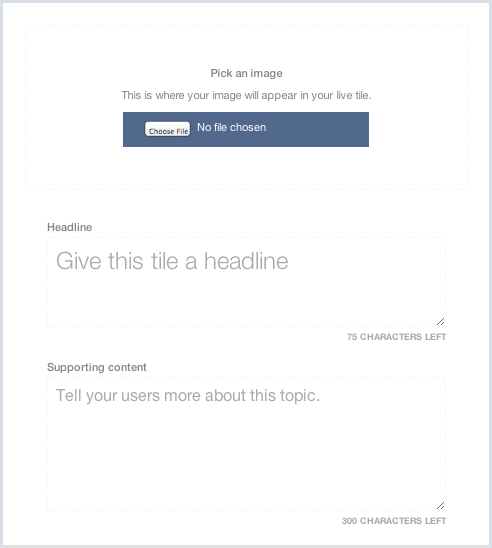 Pick an image
This is where your image will appear in your live tile.
Choose File No file chosen
Headline
Give this tile a headline
75 CHARACTERS LEFT
Supporting content
Tell your users more about this topic.
300 CHARACTERS LEFT